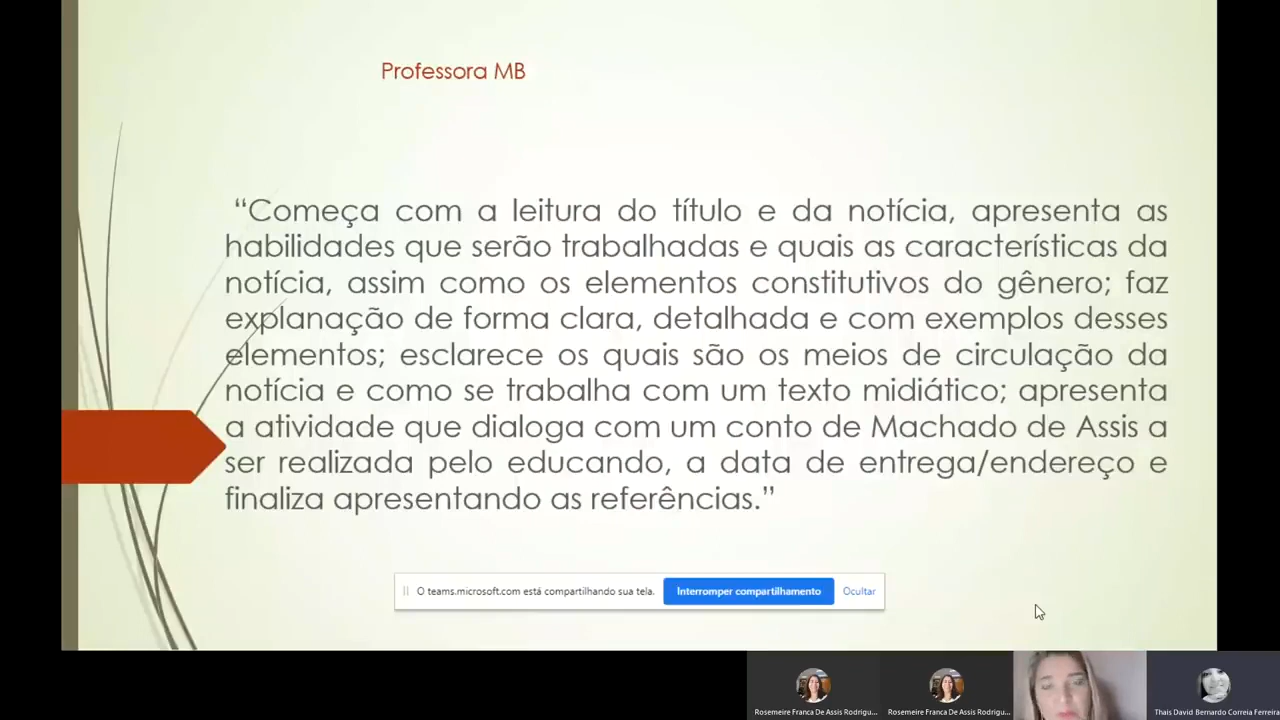 Professora MB
“Começa com a leitura do título e da notícia, apresenta as
habilidades que serão trabalhadas e quais as características da
notícia, assim como os elementos constitutivos do gênero; faz
explanação de forma clara, detalhada e com exemplos desses
elementos; esclarece os quais são os meios de circulação da
notícia e como se trabalha com um texto midiático; apresenta
a atividade que dialoga com um conto de Machado de Assis a
ser realizada pelo educando, a data de entrega/endereço e
finaliza apresentando as referências.”
O teams.microsoft.com está compartilhando sua tela. Interromper compartilhamento Ocultar
Rosemeire Franca De Assis Rodrigu... Rosemeire Franca De Assis Rodrigu... Thais David Bernardo Correia Ferreira